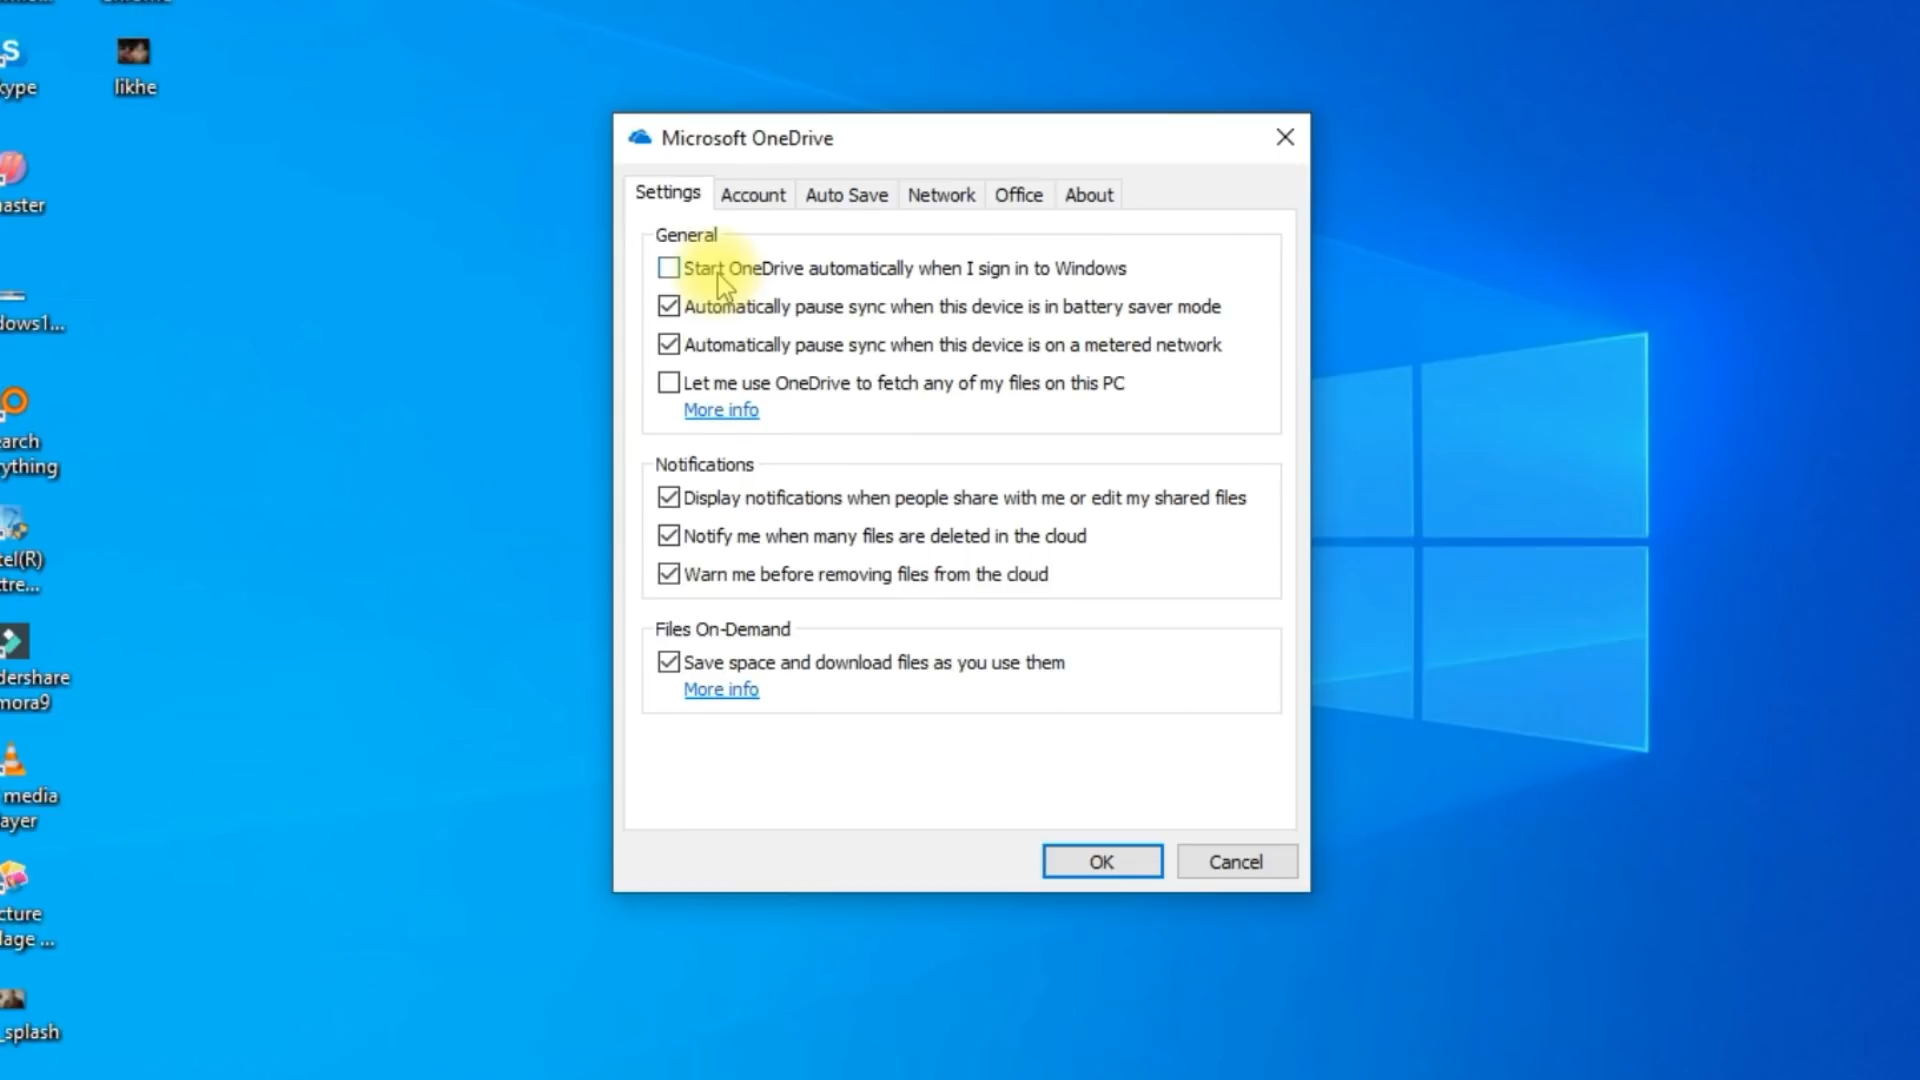 kype
likhe
aster
dows1...
earch
rything
tel(R)
tre...
dershare
mora9
media
ayer
cture
lage ...
_splash
Microsoft OneDrive
Settings
Account
Auto Save
Network
Office
About
General
Start OneDrive automatically when I sign in to Windows
Automatically pause sync when this device is in battery saver mode
Automatically pause sync when this device is on a metered network
Let me use OneDrive to fetch any of my files on this PC
More info
Notifications
Display notifications when people share with me or edit my shared files
Notify me when many files are deleted in the cloud
Warn me before removing files from the cloud
Files On-Demand
Save space and download files as you use them
More info
OK
Cancel